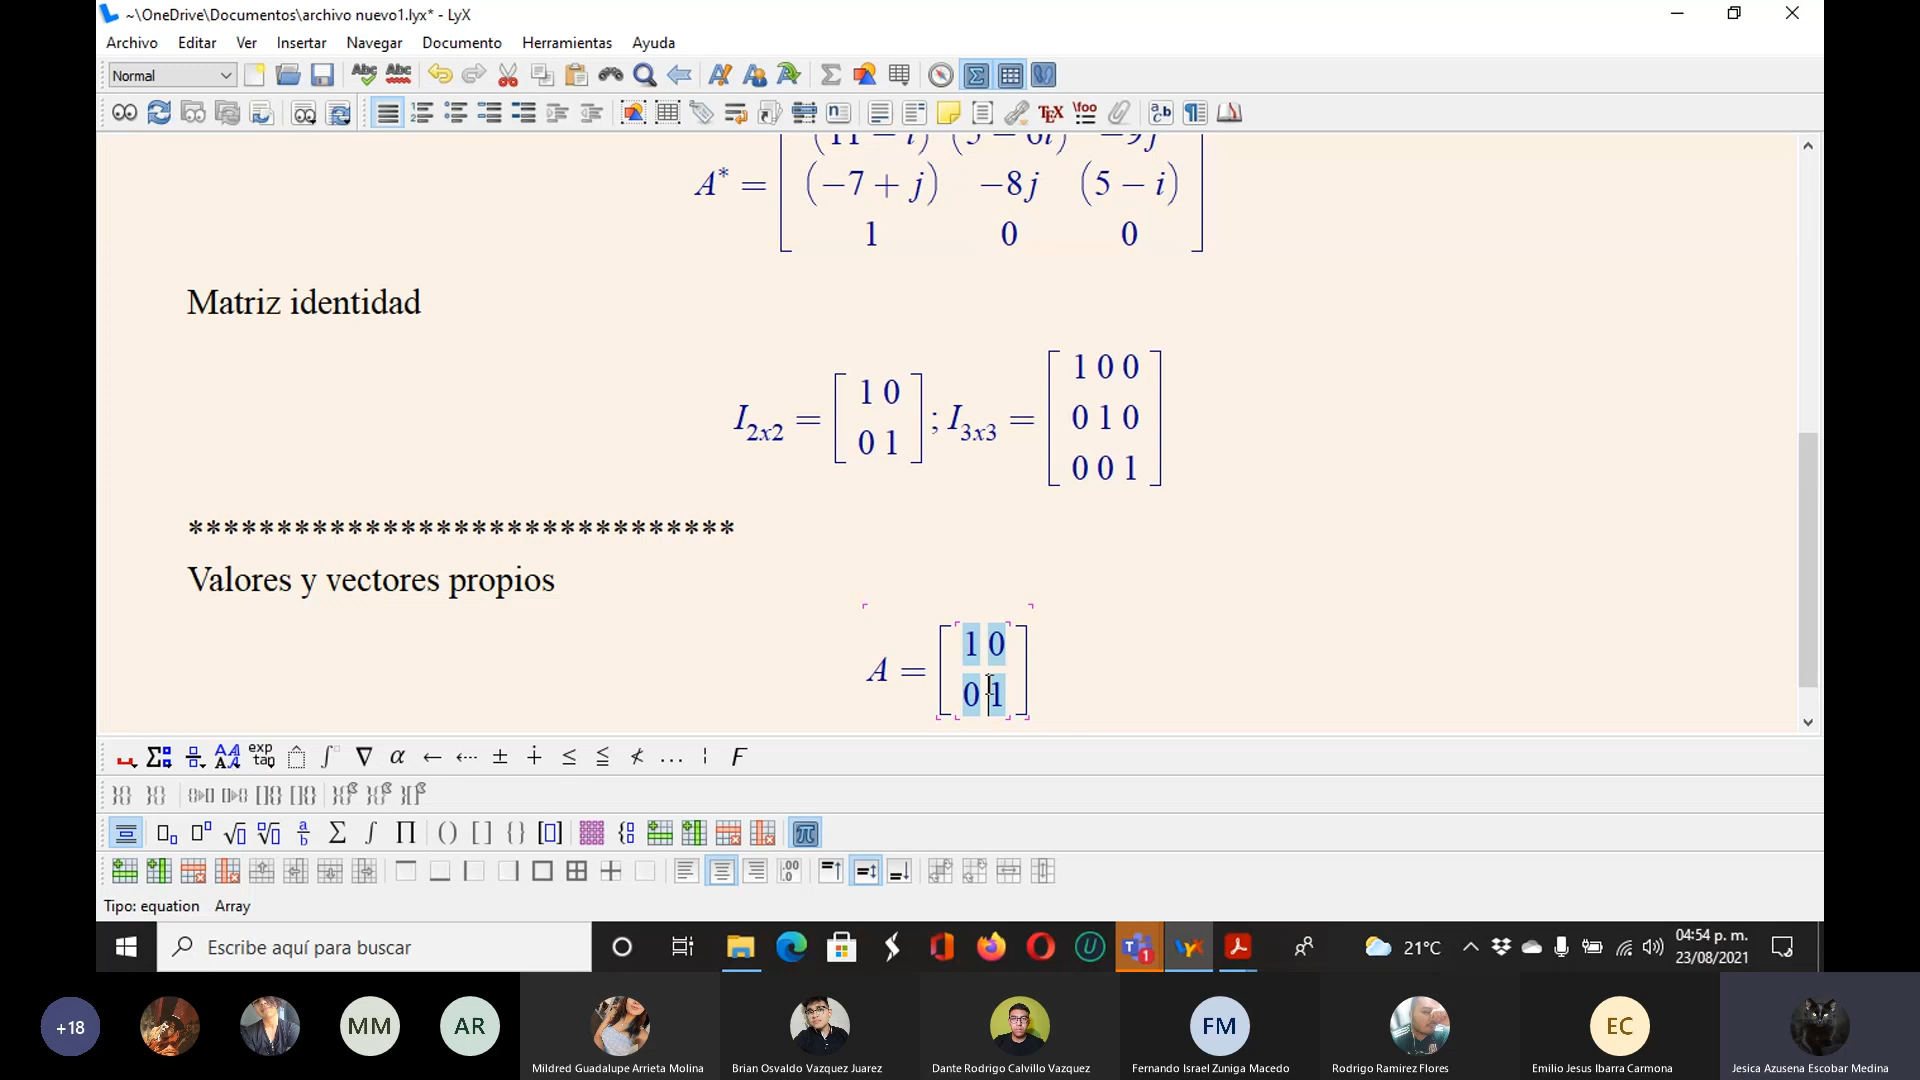 ~\OneDrive\Documentos\archivo nuevo1.lyx* - LyX
Archivo Editar Ver Insertar Navegar Documento Herramientas Ayuda
Normal
(11 − i) (5 − 6i) −9j
A* = (−7 + j) −8j (5 − i)
1 0 0
Matriz identidad
I2x2 = [1 0
0 1] ; I3x3 = [1 0 0
0 1 0
0 0 1]
*******************************
Valores y vectores propios
A = [1 0
0 1]
Tipo: equation Array
Escribe aquí para buscar
21°C
04:54 p. m.
23/08/2021
+18
MM
AR
FM
EC
Mildred Guadalupe Arrieta Molina
Brian Osvaldo Vazquez Juarez
Dante Rodrigo Calvillo Vazquez
Fernando Israel Zuniga Macedo
Rodrigo Ramirez Flores
Emilio Jesus Ibarra Carmona
Jesica Azusena Escobar Medina